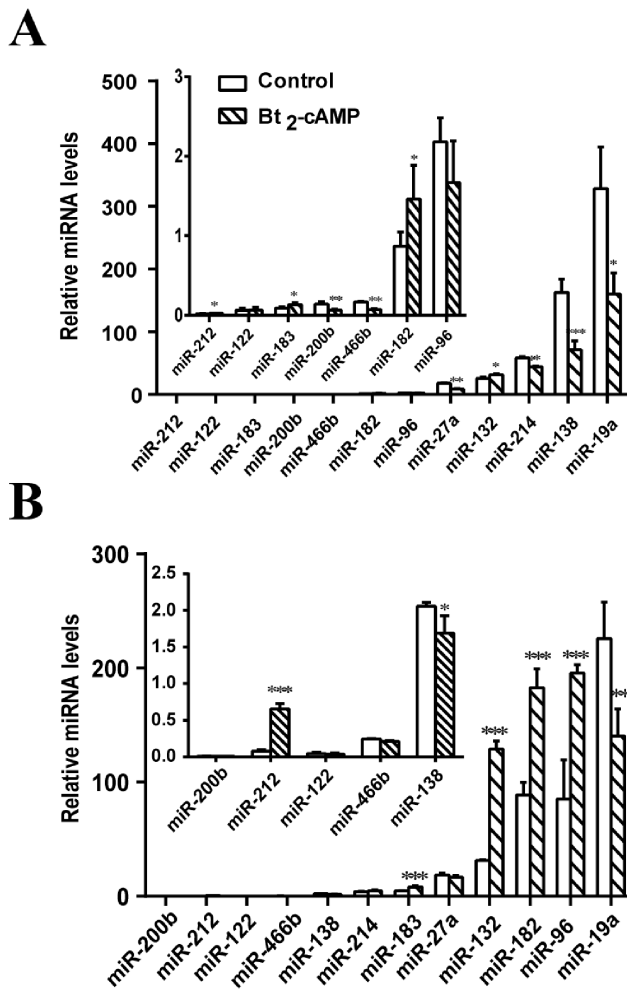 A
Control
Bt 2-cAMP
Relative miRNA levels
500
400
300
200
100
0
3
2
1
0
* * ** ** *
miR-212 miR-122 miR-183 miR-200b miR-466b miR-182 miR-96
** * ** *** *
miR-212 miR-122 miR-183 miR-200b miR-466b miR-182 miR-96 miR-27a miR-132 miR-214 miR-138 miR-19a
B
Relative miRNA levels
300
200
100
0
2.5
2.0
1.5
1.0
0.5
0.0
*** *
miR-200b miR-212 miR-122 miR-466b miR-138
*** *** *** *** **
miR-200b miR-212 miR-122 miR-466b miR-138 miR-214 miR-183 miR-27a miR-132 miR-182 miR-96 miR-19a